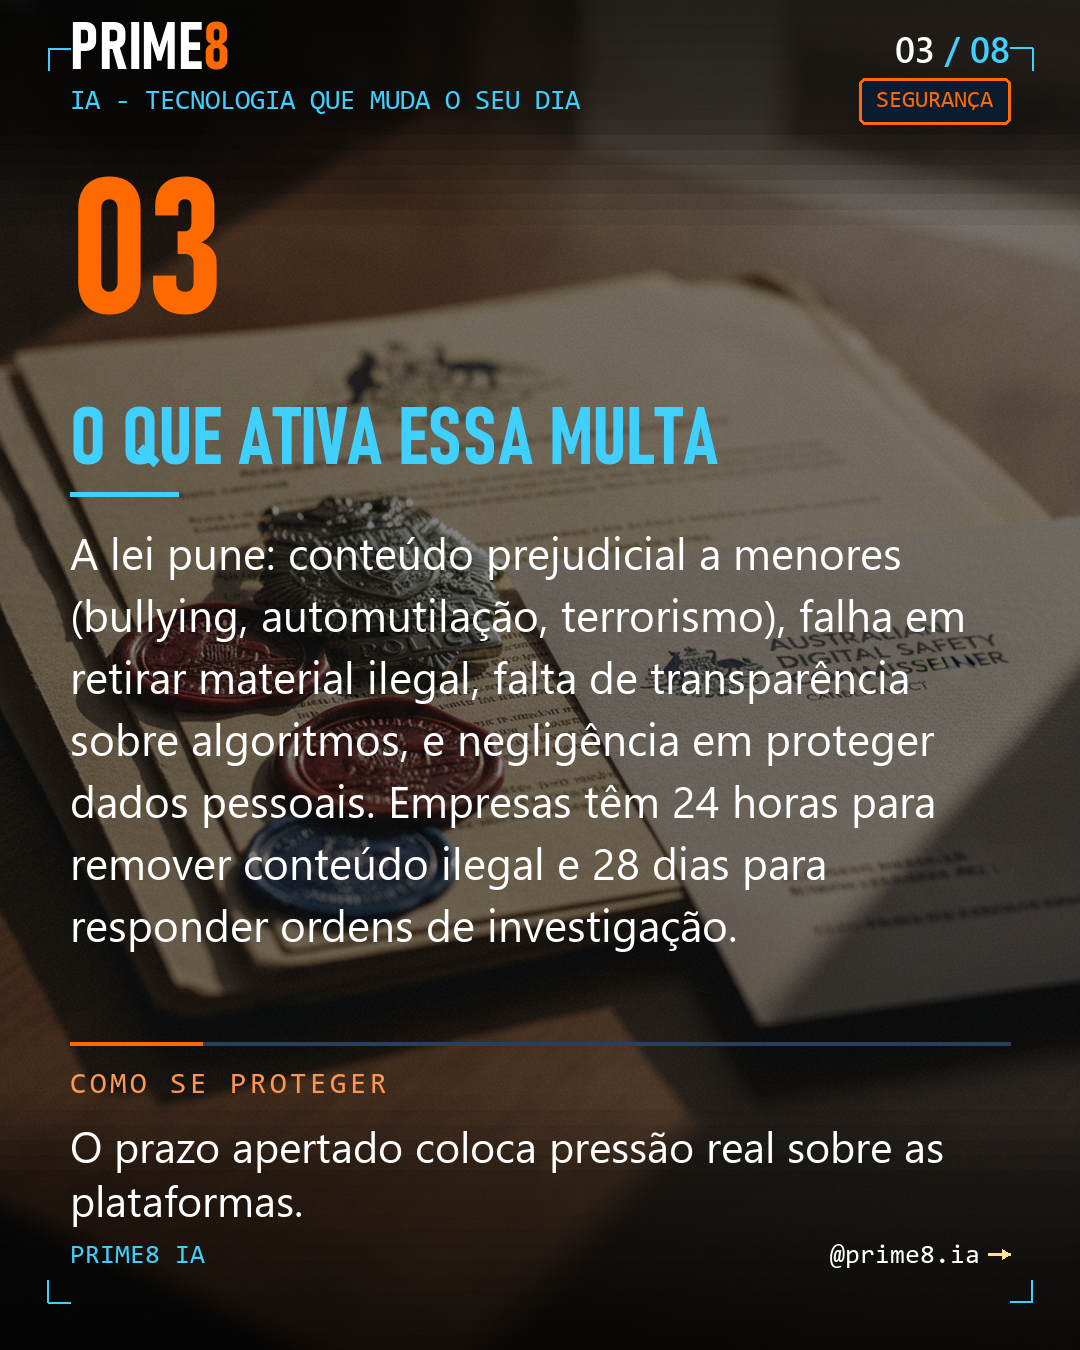 PRIME8
03 / 08
IA - TECNOLOGIA QUE MUDA O SEU DIA
SEGURANÇA
03
O QUE ATIVA ESSA MULTA
A lei pune: conteúdo prejudicial a menores
(bullying, automutilação, terrorismo), falha em
retirar material ilegal, falta de transparência
sobre algoritmos, e negligência em proteger
dados pessoais. Empresas têm 24 horas para
remover conteúdo ilegal e 28 dias para
responder ordens de investigação.
POLICE
DIGITAL SAFETY
COMO SE PROTEGER
O prazo apertado coloca pressão real sobre as
plataformas.
PRIME8 IA
@prime8.ia